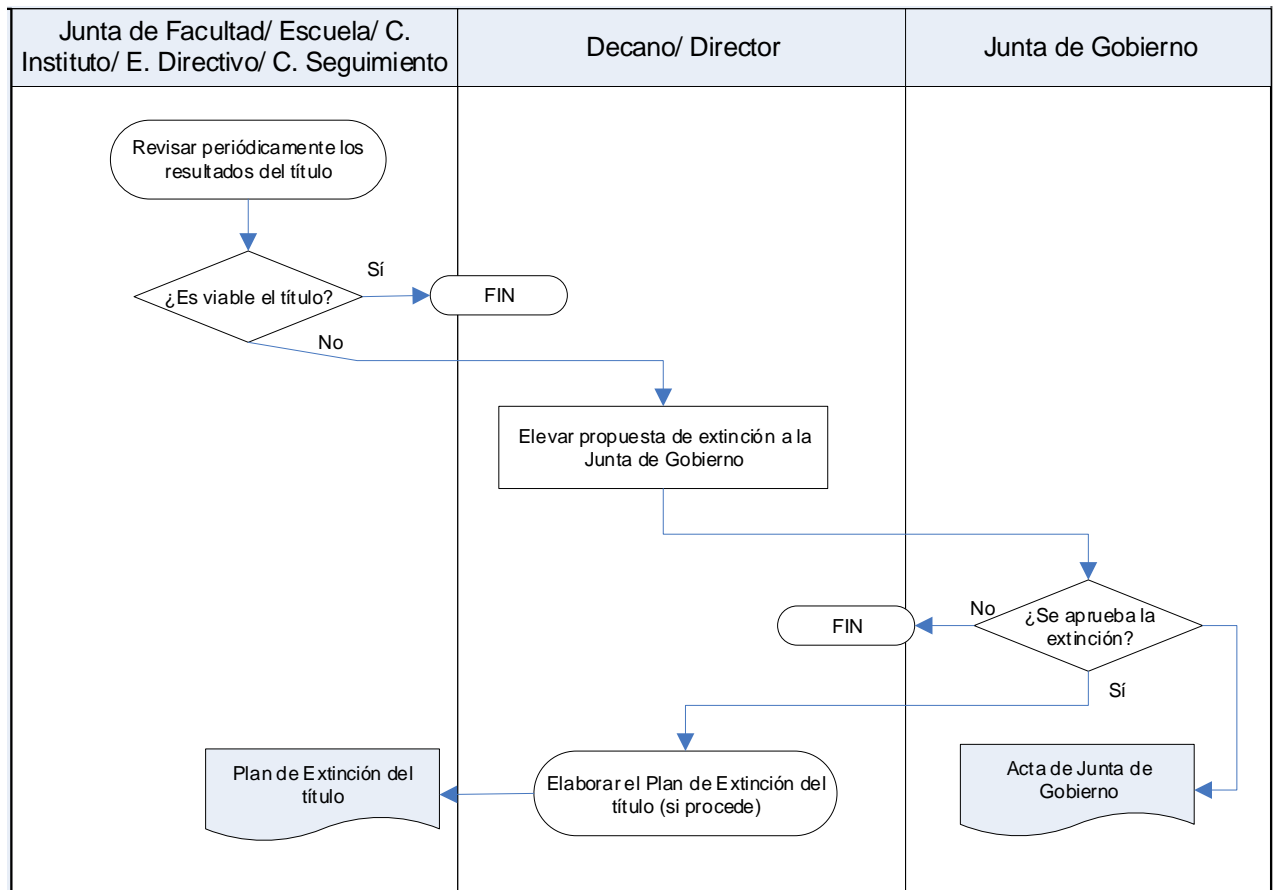 Junta de Facultad/ Escuela/ C.
Instituto/ E. Directivo/ C. Seguimiento
Decano/ Director
Junta de Gobierno
Revisar periódicamente los
resultados del título
¿Es viable el título?
Sí
FIN
No
Elevar propuesta de extinción a la
Junta de Gobierno
¿Se aprueba la
extinción?
No
FIN
Sí
Plan de Extinción del
título
Elaborar el Plan de Extinción del
título (si procede)
Acta de Junta de
Gobierno